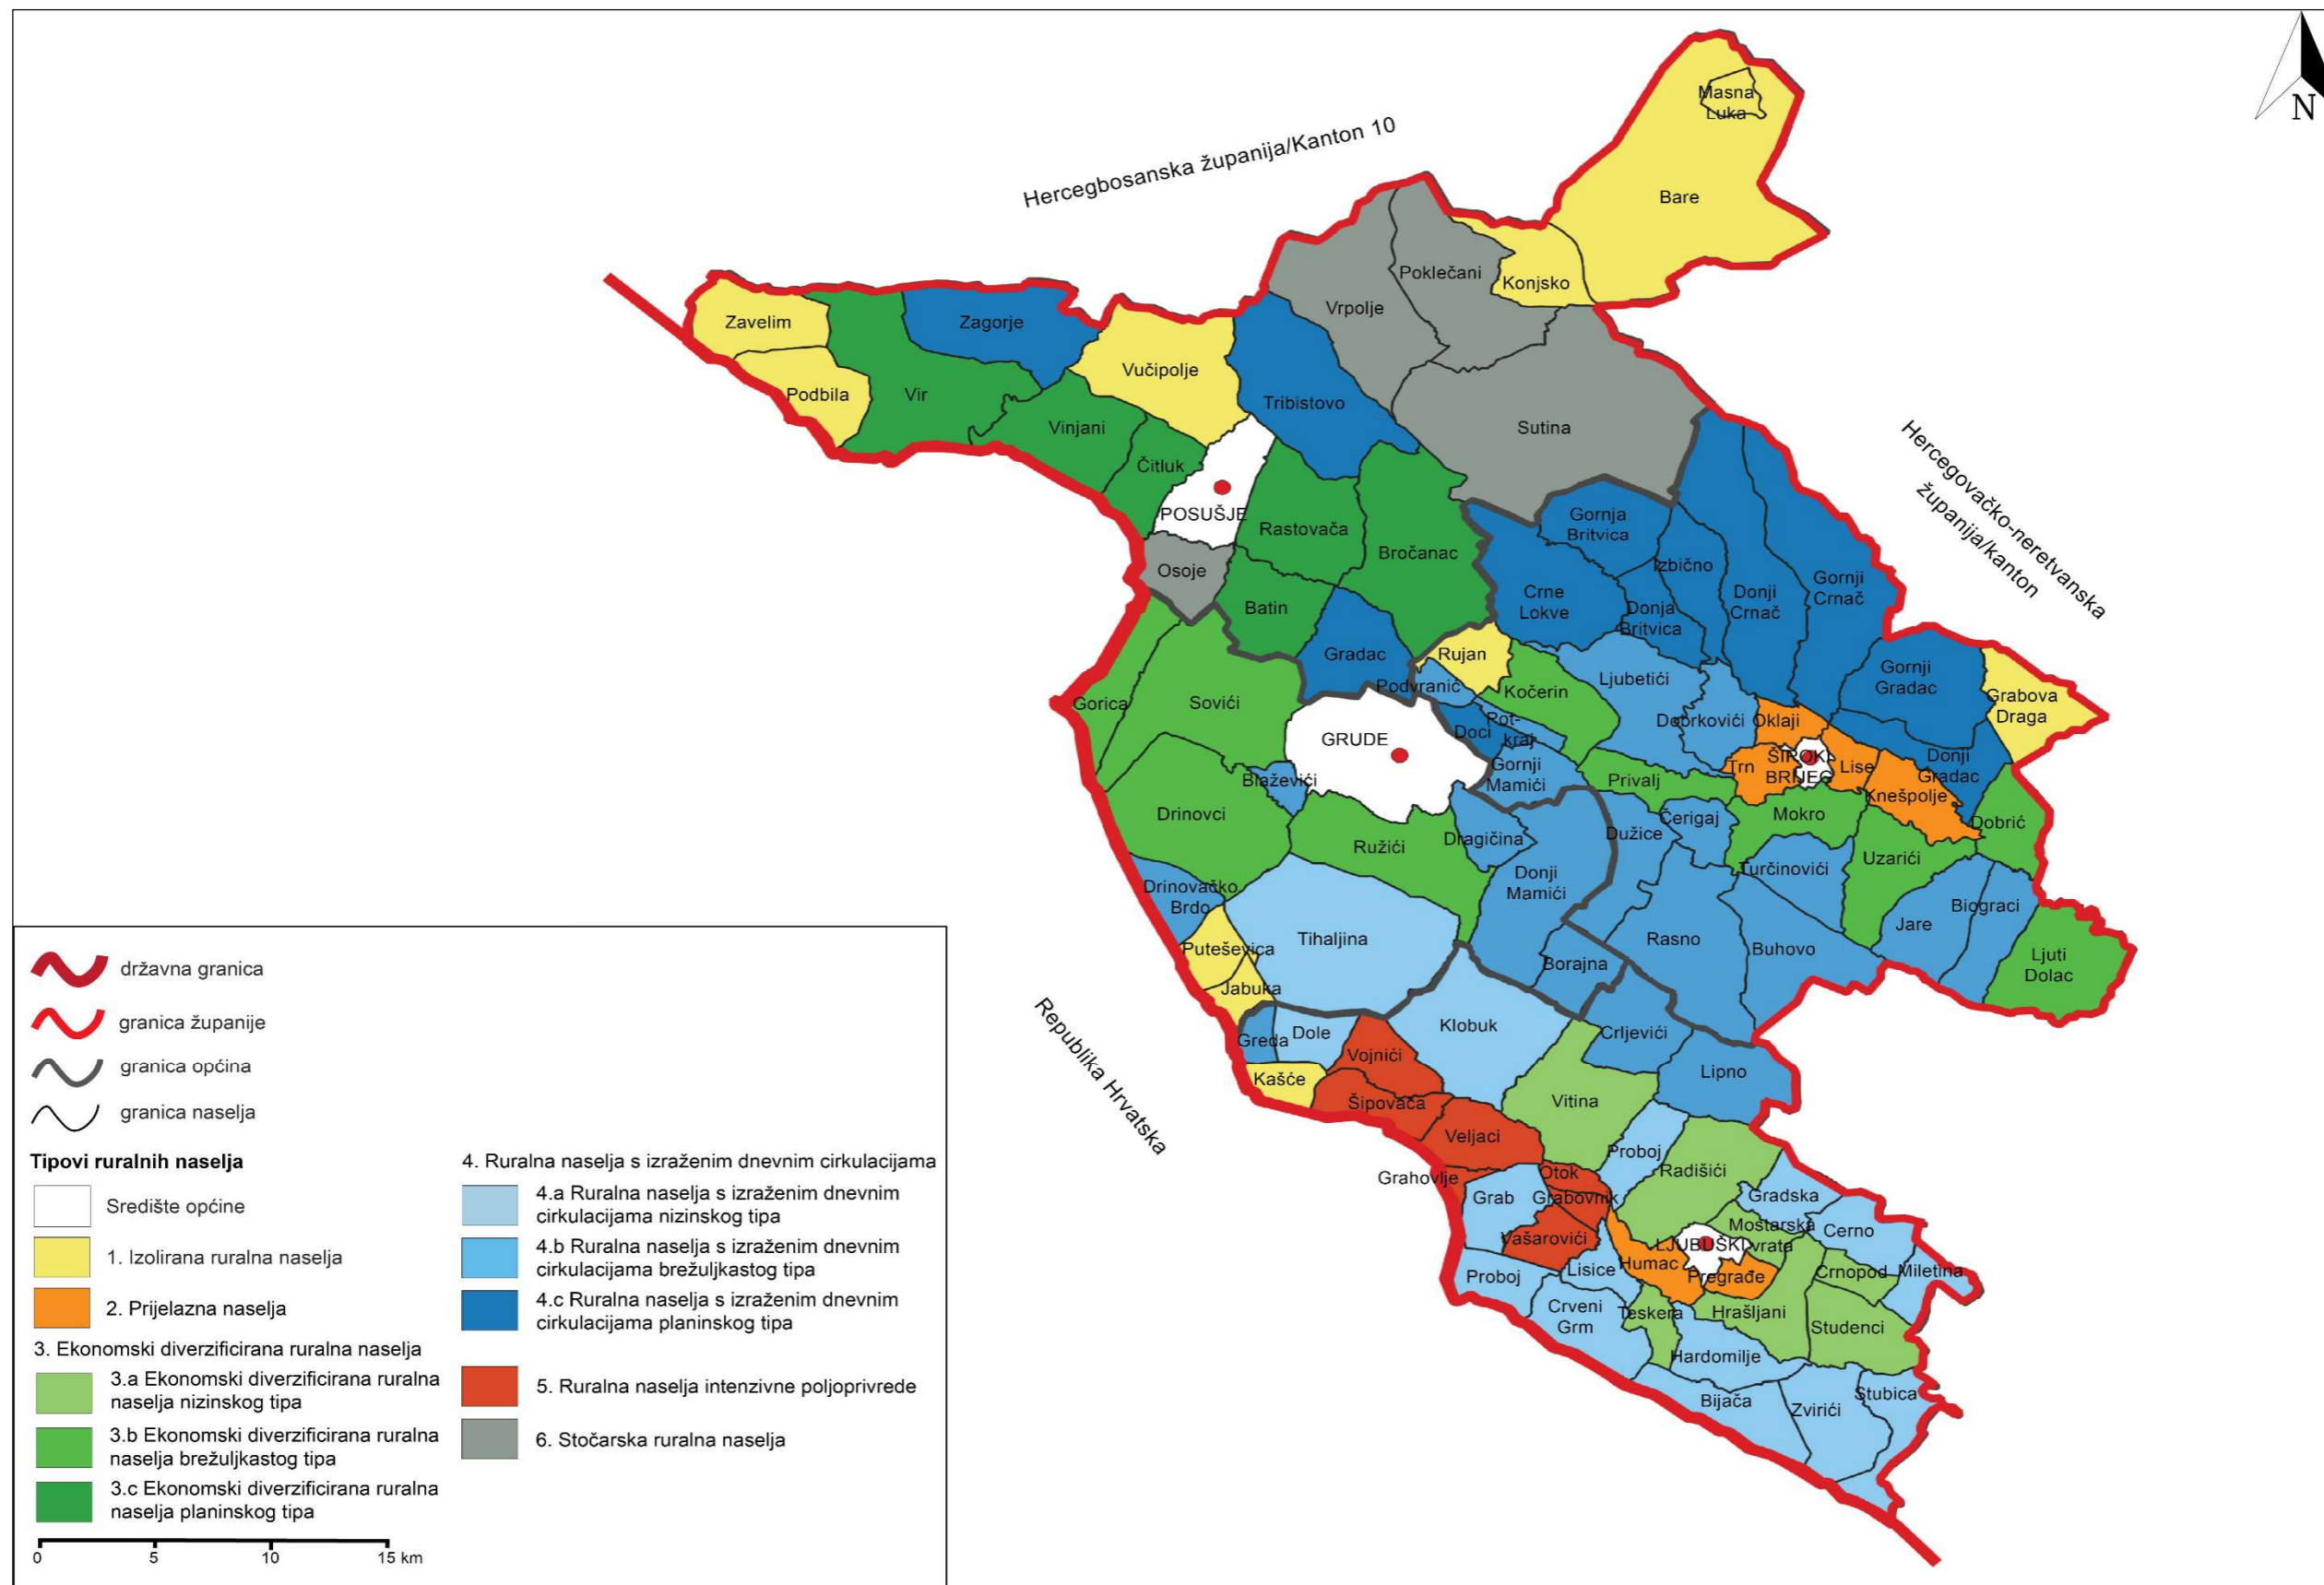 N
Hercegbosanska županija/Kanton 10
Hercegovačko-neretvanska
županija/kanton
Republika Hrvatska
Masna
Luka
Bare
Poklečani
Konjsko
Vrpolje
Zavelim
Zagorje
Vučipolje
Podbila
Vir
Tribistovo
Vinjani
Sutina
Čitluk
POSUŠJE
Rastovača
Bročanac
Gornja
Britvica
Izbično
Osoje
Batin
Crne
Lokve
Donja
Britvica
Donji
Crnač
Gornji
Crnač
Gradac
Rujan
Podvranić
Kočerin
Ljubetići
Gornji
Gradac
Grabova
Draga
Gorica
Sovići
Dobrkovići
Oklaji
GRUDE
Doci
Pot-
kraj
Gornji
Mamići
Privalj
Trn
ŠIROKI
BRIJEG
Lise
Donji
Gradac
Knešpolje
Blaževići
Drinovci
Ružići
Dragičina
Dužice
Čerigaj
Mokro
Dobrić
Uzarići
Turčinovići
Donji
Mamići
Drinovačko
Brdo
Biograci
Jare
Tihaljina
Rasno
Buhovo
Puteševica
Borajna
Ljuti
Dolac
Jabuka
Greda
Dole
Klobuk
Crljevići
Vojnići
Lipno
Kašće
Šipovača
Vitina
Veljaci
Proboj
Radišići
Grahovlje
Otok
Grab
Grabovnik
Gradska
Mostarska
vrata
Cerno
Vašarovići
LJUBUŠKI
Humac
Pregrađe
Lisice
Proboj
Crnopod
Miletina
Crveni
Grm
Teskera
Hrašljani
Studenci
Hardomilje
Bijača
Zvirići
Stubica
državna granica
granica županije
granica općina
granica naselja
Tipovi ruralnih naselja
Središte općine
1. Izolirana ruralna naselja
2. Prijelazna naselja
3. Ekonomski diverzificirana ruralna naselja
3.a Ekonomski diverzificirana ruralna
naselja nizinskog tipa
3.b Ekonomski diverzificirana ruralna
naselja brežuljkastog tipa
3.c Ekonomski diverzificirana ruralna
naselja planinskog tipa
4. Ruralna naselja s izraženim dnevnim cirkulacijama
4.a Ruralna naselja s izraženim dnevnim
cirkulacijama nizinskog tipa
4.b Ruralna naselja s izraženim dnevnim
cirkulacijama brežuljkastog tipa
4.c Ruralna naselja s izraženim dnevnim
cirkulacijama planinskog tipa
5. Ruralna naselja intenzivne poljoprivrede
6. Stočarska ruralna naselja
0 5 10 15 km